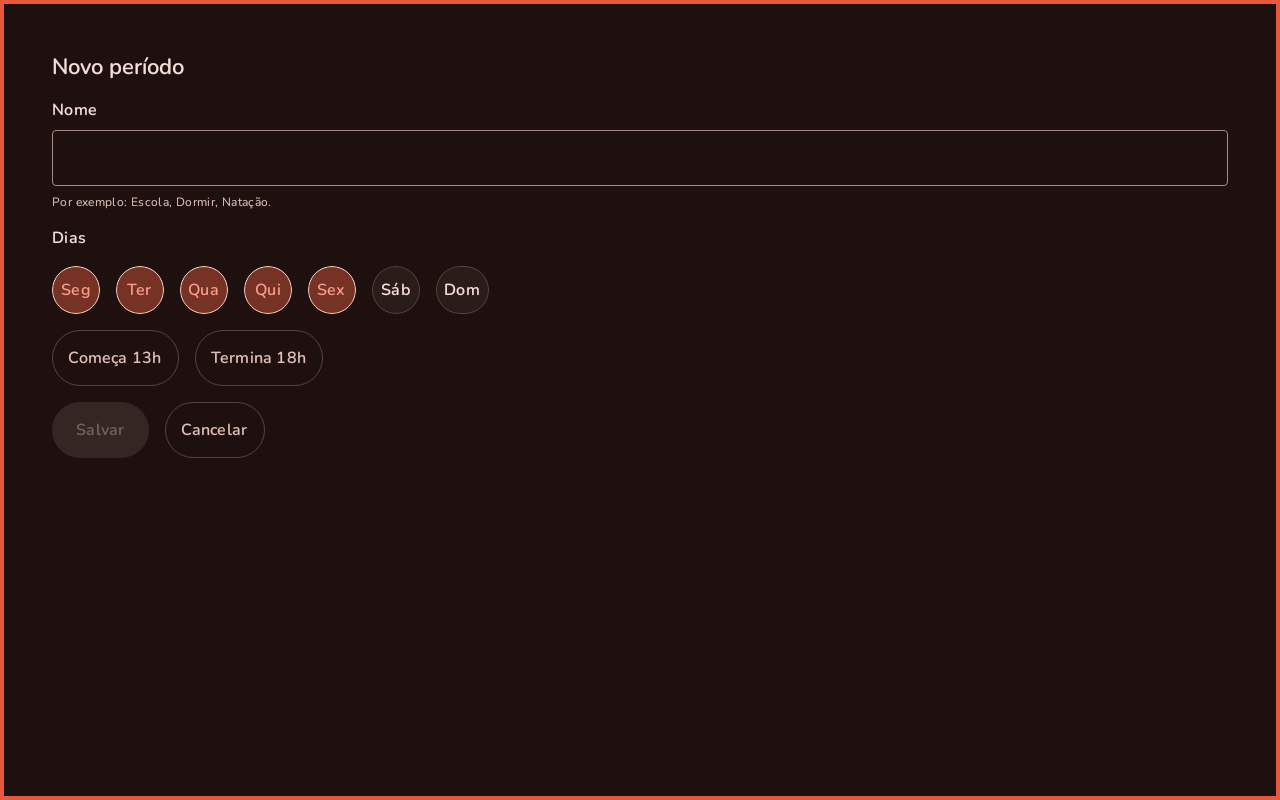 Novo período
Nome
Por exemplo: Escola, Dormir, Natação.
Dias
Seg Ter Qua Qui Sex Sáb Dom
Começa 13h Termina 18h
Salvar Cancelar